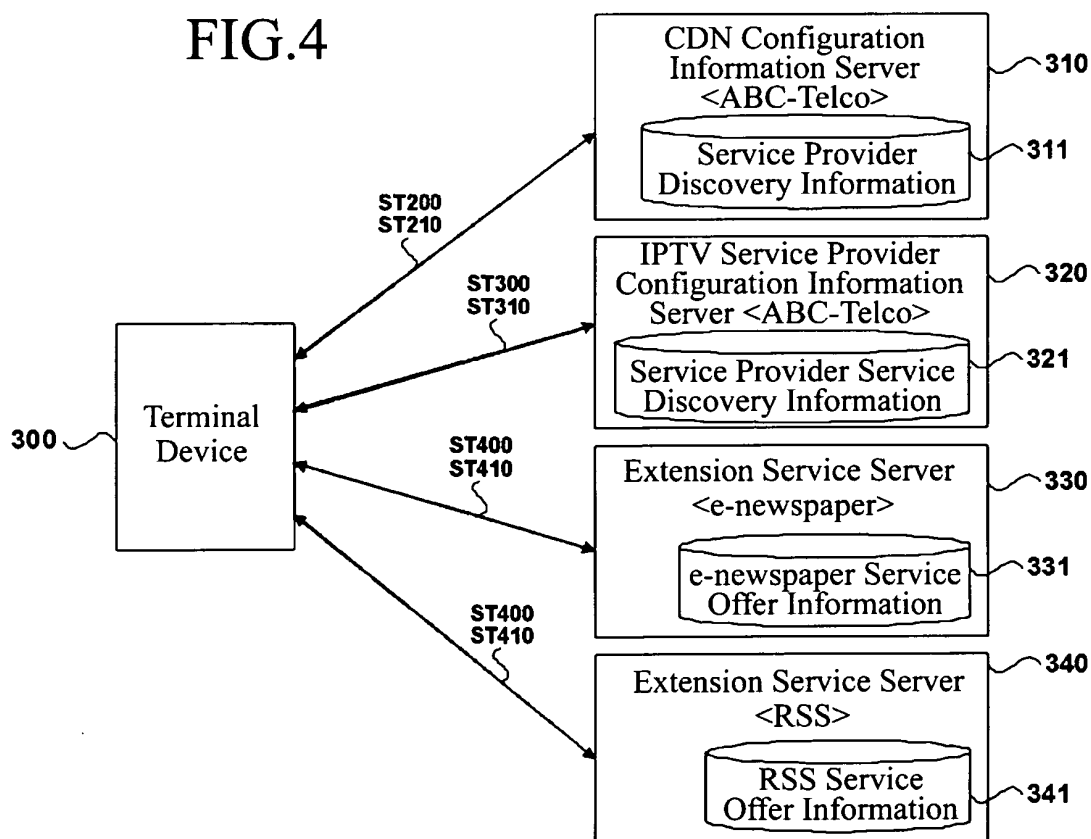 FIG.4
CDN Configuration
Information Server
<ABC-Telco>
310
Service Provider
Discovery Information
311
ST200
ST210
IPTV Service Provider
Configuration Information
Server <ABC-Telco>
320
Service Provider Service
Discovery Information
321
ST300
ST310
Terminal
Device
300
ST400
ST410
Extension Service Server
<e-newspaper>
330
e-newspaper Service
Offer Information
331
ST400
ST410
Extension Service Server
<RSS>
340
RSS Service
Offer Information
341